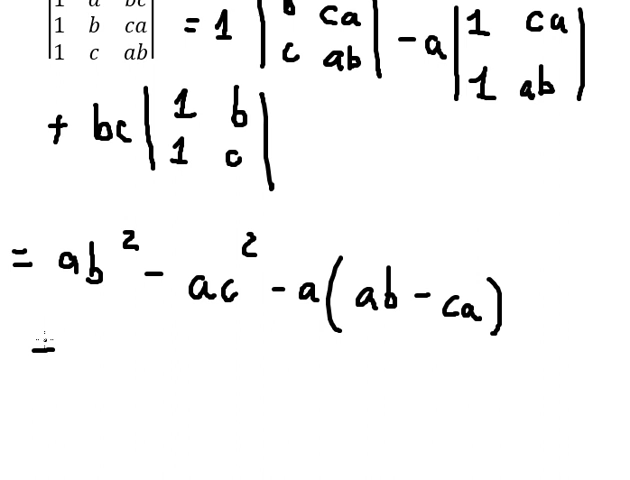 |1 a bc|
|1 b ca| = 1 |b ca| - a |1 ca|
|1 c ab| |c ab| |1 ab|
+ bc |1 b|
|1 c|
= ab² - ac² - a(ab - ca)